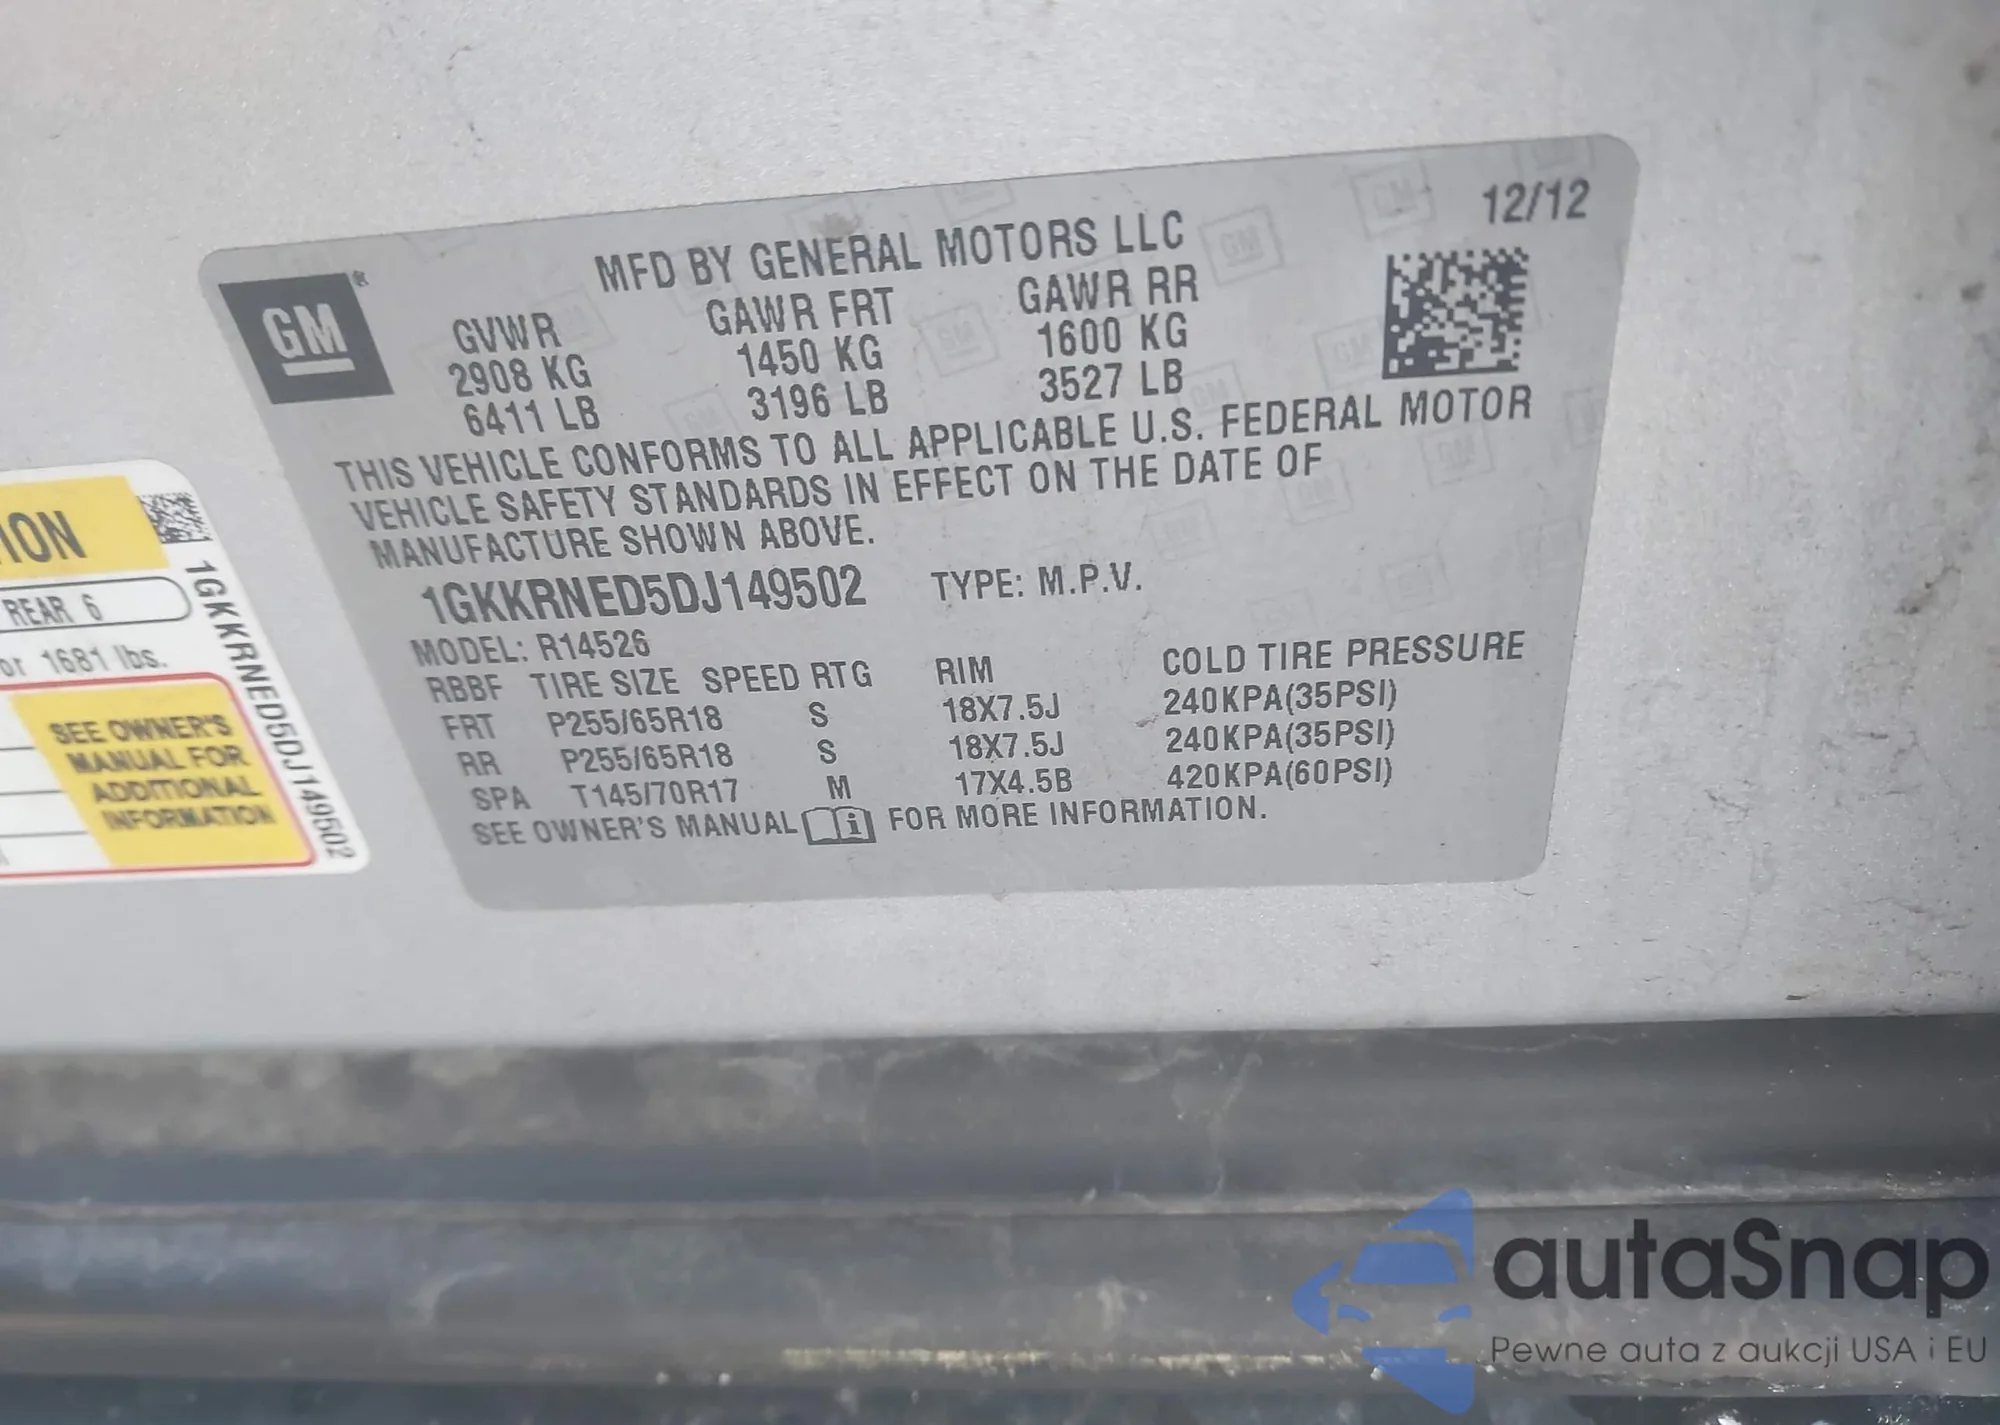 12/12
MFD BY GENERAL MOTORS LLC
GM®
GVWR GAWR FRT GAWR RR
2908 KG 1450 KG 1600 KG
6411 LB 3196 LB 3527 LB
THIS VEHICLE CONFORMS TO ALL APPLICABLE U.S. FEDERAL MOTOR
VEHICLE SAFETY STANDARDS IN EFFECT ON THE DATE OF
MANUFACTURE SHOWN ABOVE.
1GKKRNED5DJ149502 TYPE: M.P.V.
MODEL: R14526
RBBF TIRE SIZE SPEED RTG RIM COLD TIRE PRESSURE
FRT P255/65R18 S 18X7.5J 240KPA(35PSI)
RR P255/65R18 S 18X7.5J 240KPA(35PSI)
SPA T145/70R17 M 17X4.5B 420KPA(60PSI)
SEE OWNER'S MANUAL i FOR MORE INFORMATION.
ION
REAR 6
or 1681 lbs.
SEE OWNER'S
MANUAL FOR
ADDITIONAL
INFORMATION
1GKKRNED5DJ149502
autaSnap
Pewne auta z aukcji USA i EU